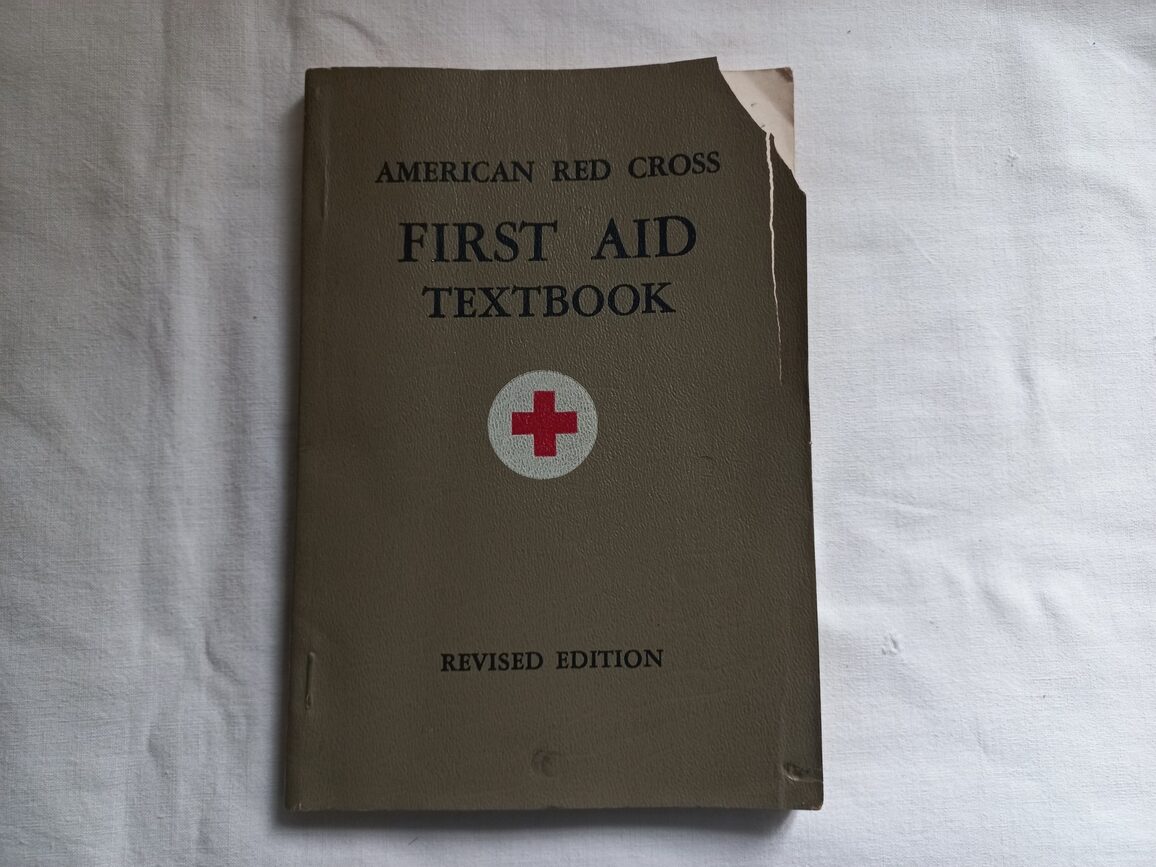 AMERICAN RED CROSS
FIRST AID
TEXTBOOK
REVISED EDITION